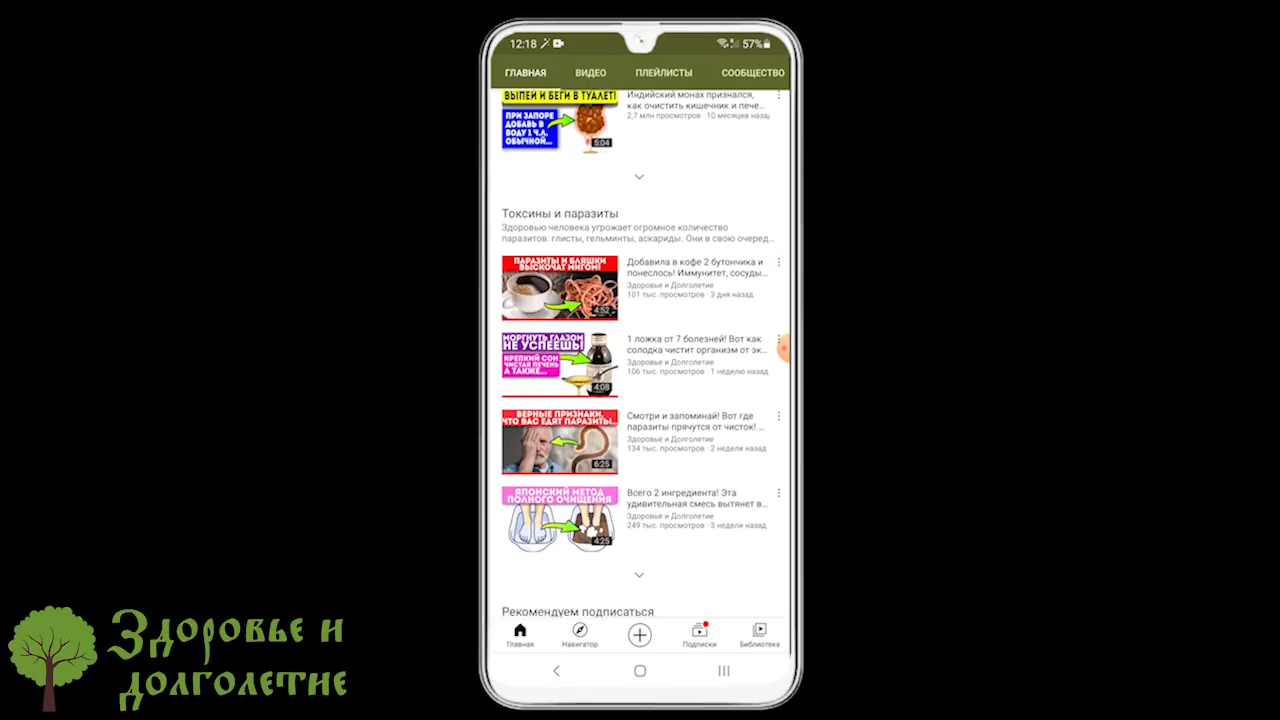 12:18
57%
ГЛАВНАЯ
ВИДЕО
ПЛЕЙЛИСТЫ
СООБЩЕСТВО
ВЫПЕЙ И БЕГИ В ТУАЛЕТ!
ПРИ ЗАПОРЕ
ДОБАВЬ В
ВОДУ 1 Ч.Л.
ОБЫЧНОЙ...
5:04
Индийский монах признался,
как очистить кишечник и пече...
2,7 млн просмотров · 10 месяцев назад
Токсины и паразиты
Здоровью человека угрожает огромное количество
паразитов: глисты, гельминты, аскариды. Они в свою очеред...
ПАРАЗИТЫ И БЛЯШКИ
ВЫСКОЧАТ МИГОМ!
4:52
Добавила в кофе 2 бутончика и
понеслось! Иммунитет, сосуды...
Здоровье и Долголетие
101 тыс. просмотров · 3 дня назад
МОРГНУТЬ ГЛАЗОМ
НЕ УСПЕЕШЬ!
КРЕПКИЙ СОН
ЧИСТАЯ ПЕЧЕНЬ
А ТАКЖЕ...
4:08
1 ложка от 7 болезней! Вот как
солодка чистит организм от эк...
Здоровье и Долголетие
106 тыс. просмотров · 1 неделю назад
ВЕРНЫЕ ПРИЗНАКИ,
ЧТО ВАС ЕДЯТ ПАРАЗИТЫ...
6:25
Смотри и запоминай! Вот где
паразиты прячутся от чисток! ...
Здоровье и Долголетие
134 тыс. просмотров · 2 недели назад
ЯПОНСКИЙ МЕТОД
ПОЛНОГО ОЧИЩЕНИЯ
4:25
Всего 2 ингредиента! Эта
удивительная смесь вытянет в...
Здоровье и Долголетие
249 тыс. просмотров · 3 недели назад
Рекомендуем подписаться
Главная
Навигатор
Подписки
Библиотека
Здоровье и
долголетие